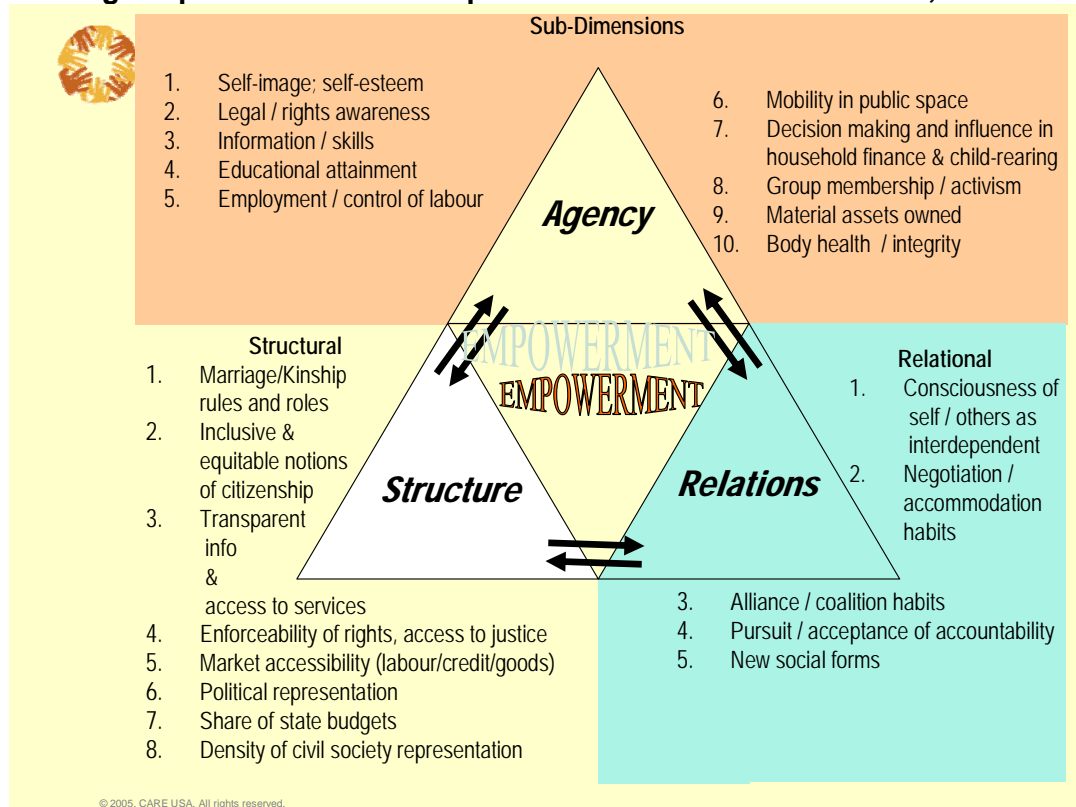 Sub-Dimensions
1. Self-image; self-esteem
2. Legal / rights awareness
3. Information / skills
4. Educational attainment
5. Employment / control of labour
6. Mobility in public space
7. Decision making and influence in
household finance & child-rearing
8. Group membership / activism
9. Material assets owned
10. Body health / integrity
Agency
EMPOWERMENT
EMPOWERMENT
Structural
1. Marriage/Kinship
rules and roles
2. Inclusive &
equitable notions
of citizenship
3. Transparent
info
&
access to services
4. Enforceability of rights, access to justice
5. Market accessibility (labour/credit/goods)
6. Political representation
7. Share of state budgets
8. Density of civil society representation
Structure
Relations
Relational
1. Consciousness of
self / others as
interdependent
2. Negotiation /
accommodation
habits
3. Alliance / coalition habits
4. Pursuit / acceptance of accountability
5. New social forms
© 2005, CARE USA. All rights reserved.